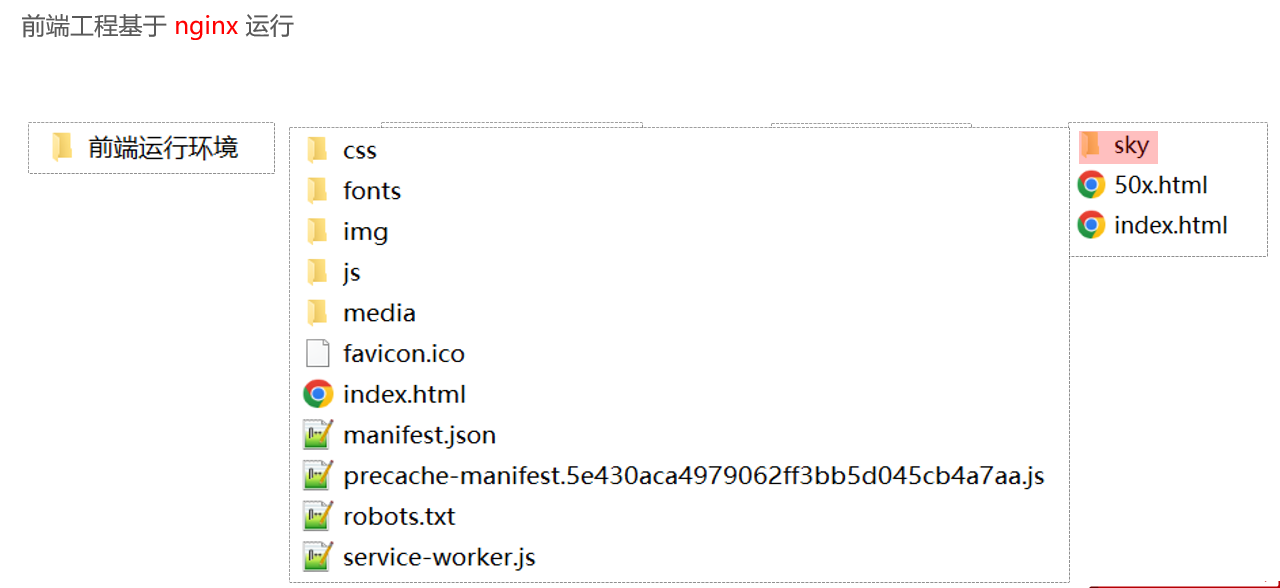 前端工程基于 nginx 运行
前端运行环境
css
fonts
img
js
media
favicon.ico
index.html
manifest.json
precache-manifest.5e430aca4979062ff3bb5d045cb4a7aa.js
robots.txt
service-worker.js
sky
50x.html
index.html